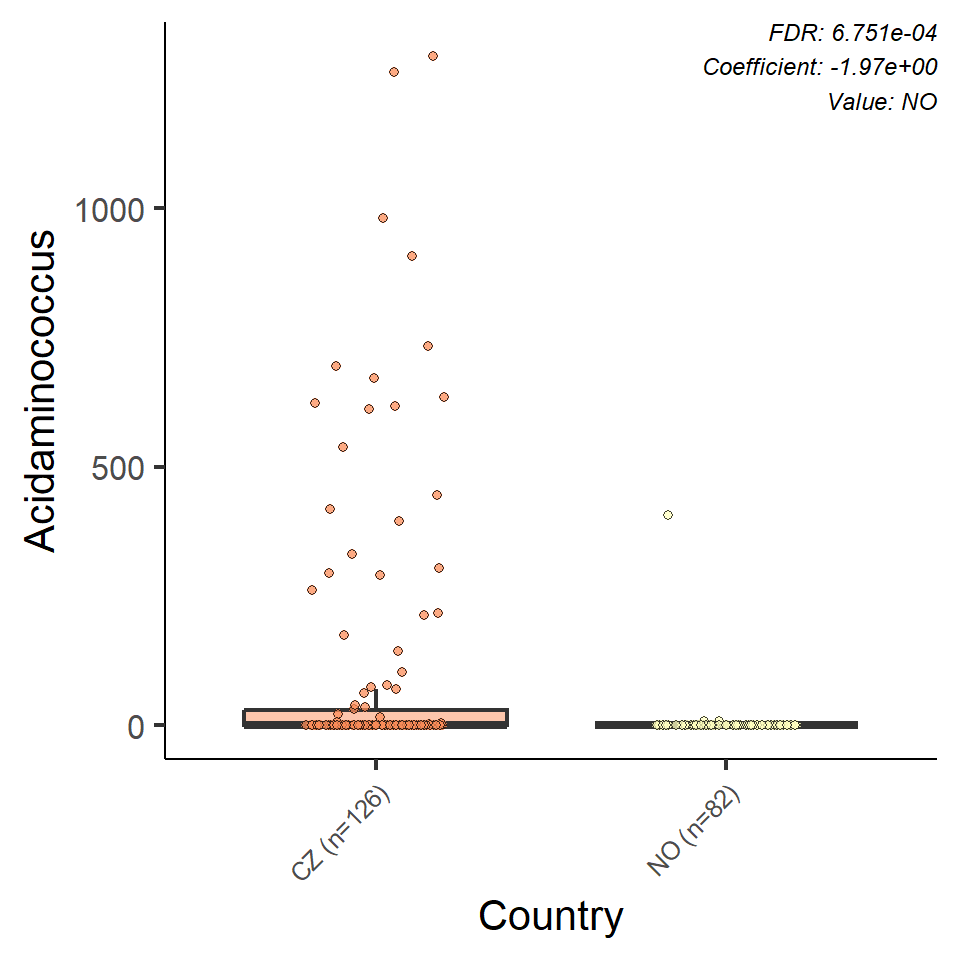 FDR: 6.751e-04
Coefficient: -1.97e+00
Value: NO
Acidaminococcus
1000
500
0
CZ (n=126)
NO (n=82)
Country